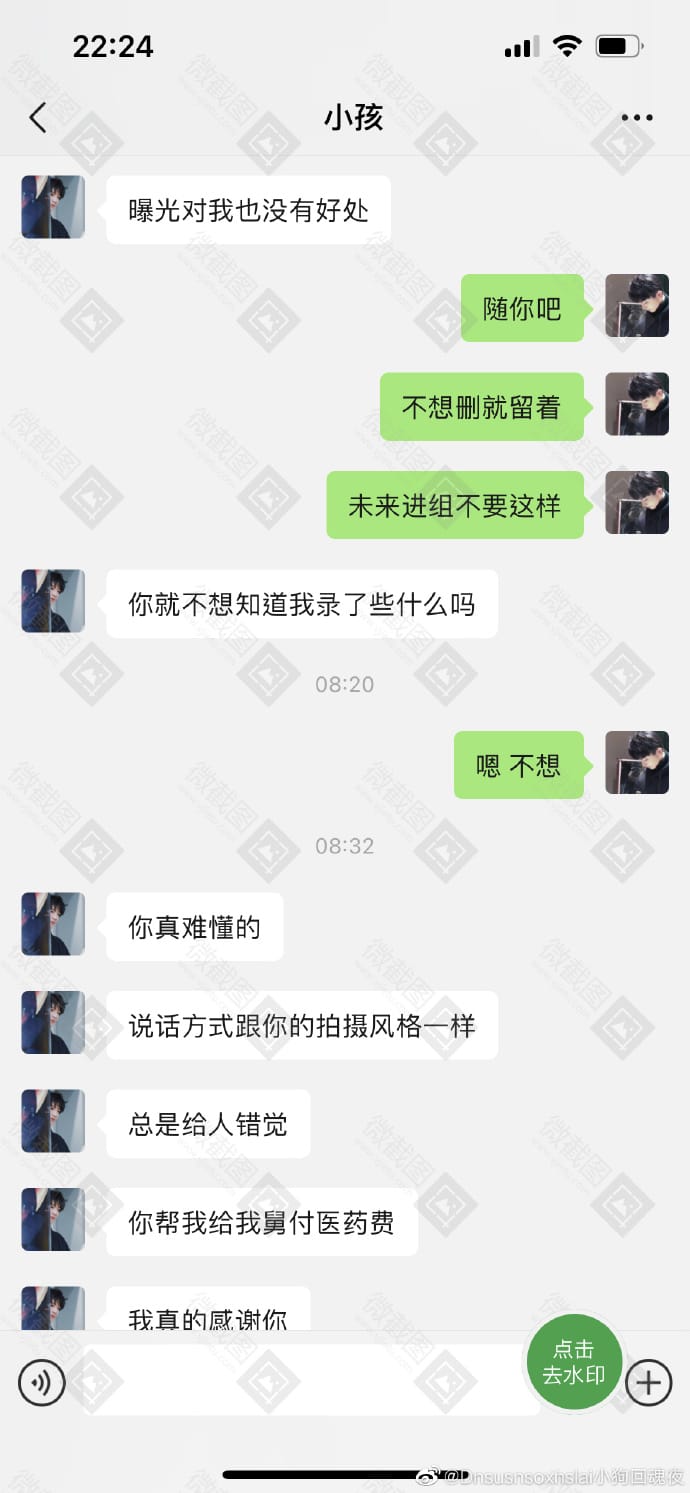 22:24
小孩
曝光对我也没有好处
随你吧
不想删就留着
未来进组不要这样
你就不想知道我录了些什么吗
08:20
嗯 不想
08:32
你真难懂的
说话方式跟你的拍摄风格一样
总是给人错觉
你帮我给我舅付医药费
我真的感谢你
点击
去水印
微截图
@Dnsusnsoxhslai小狗回魂夜